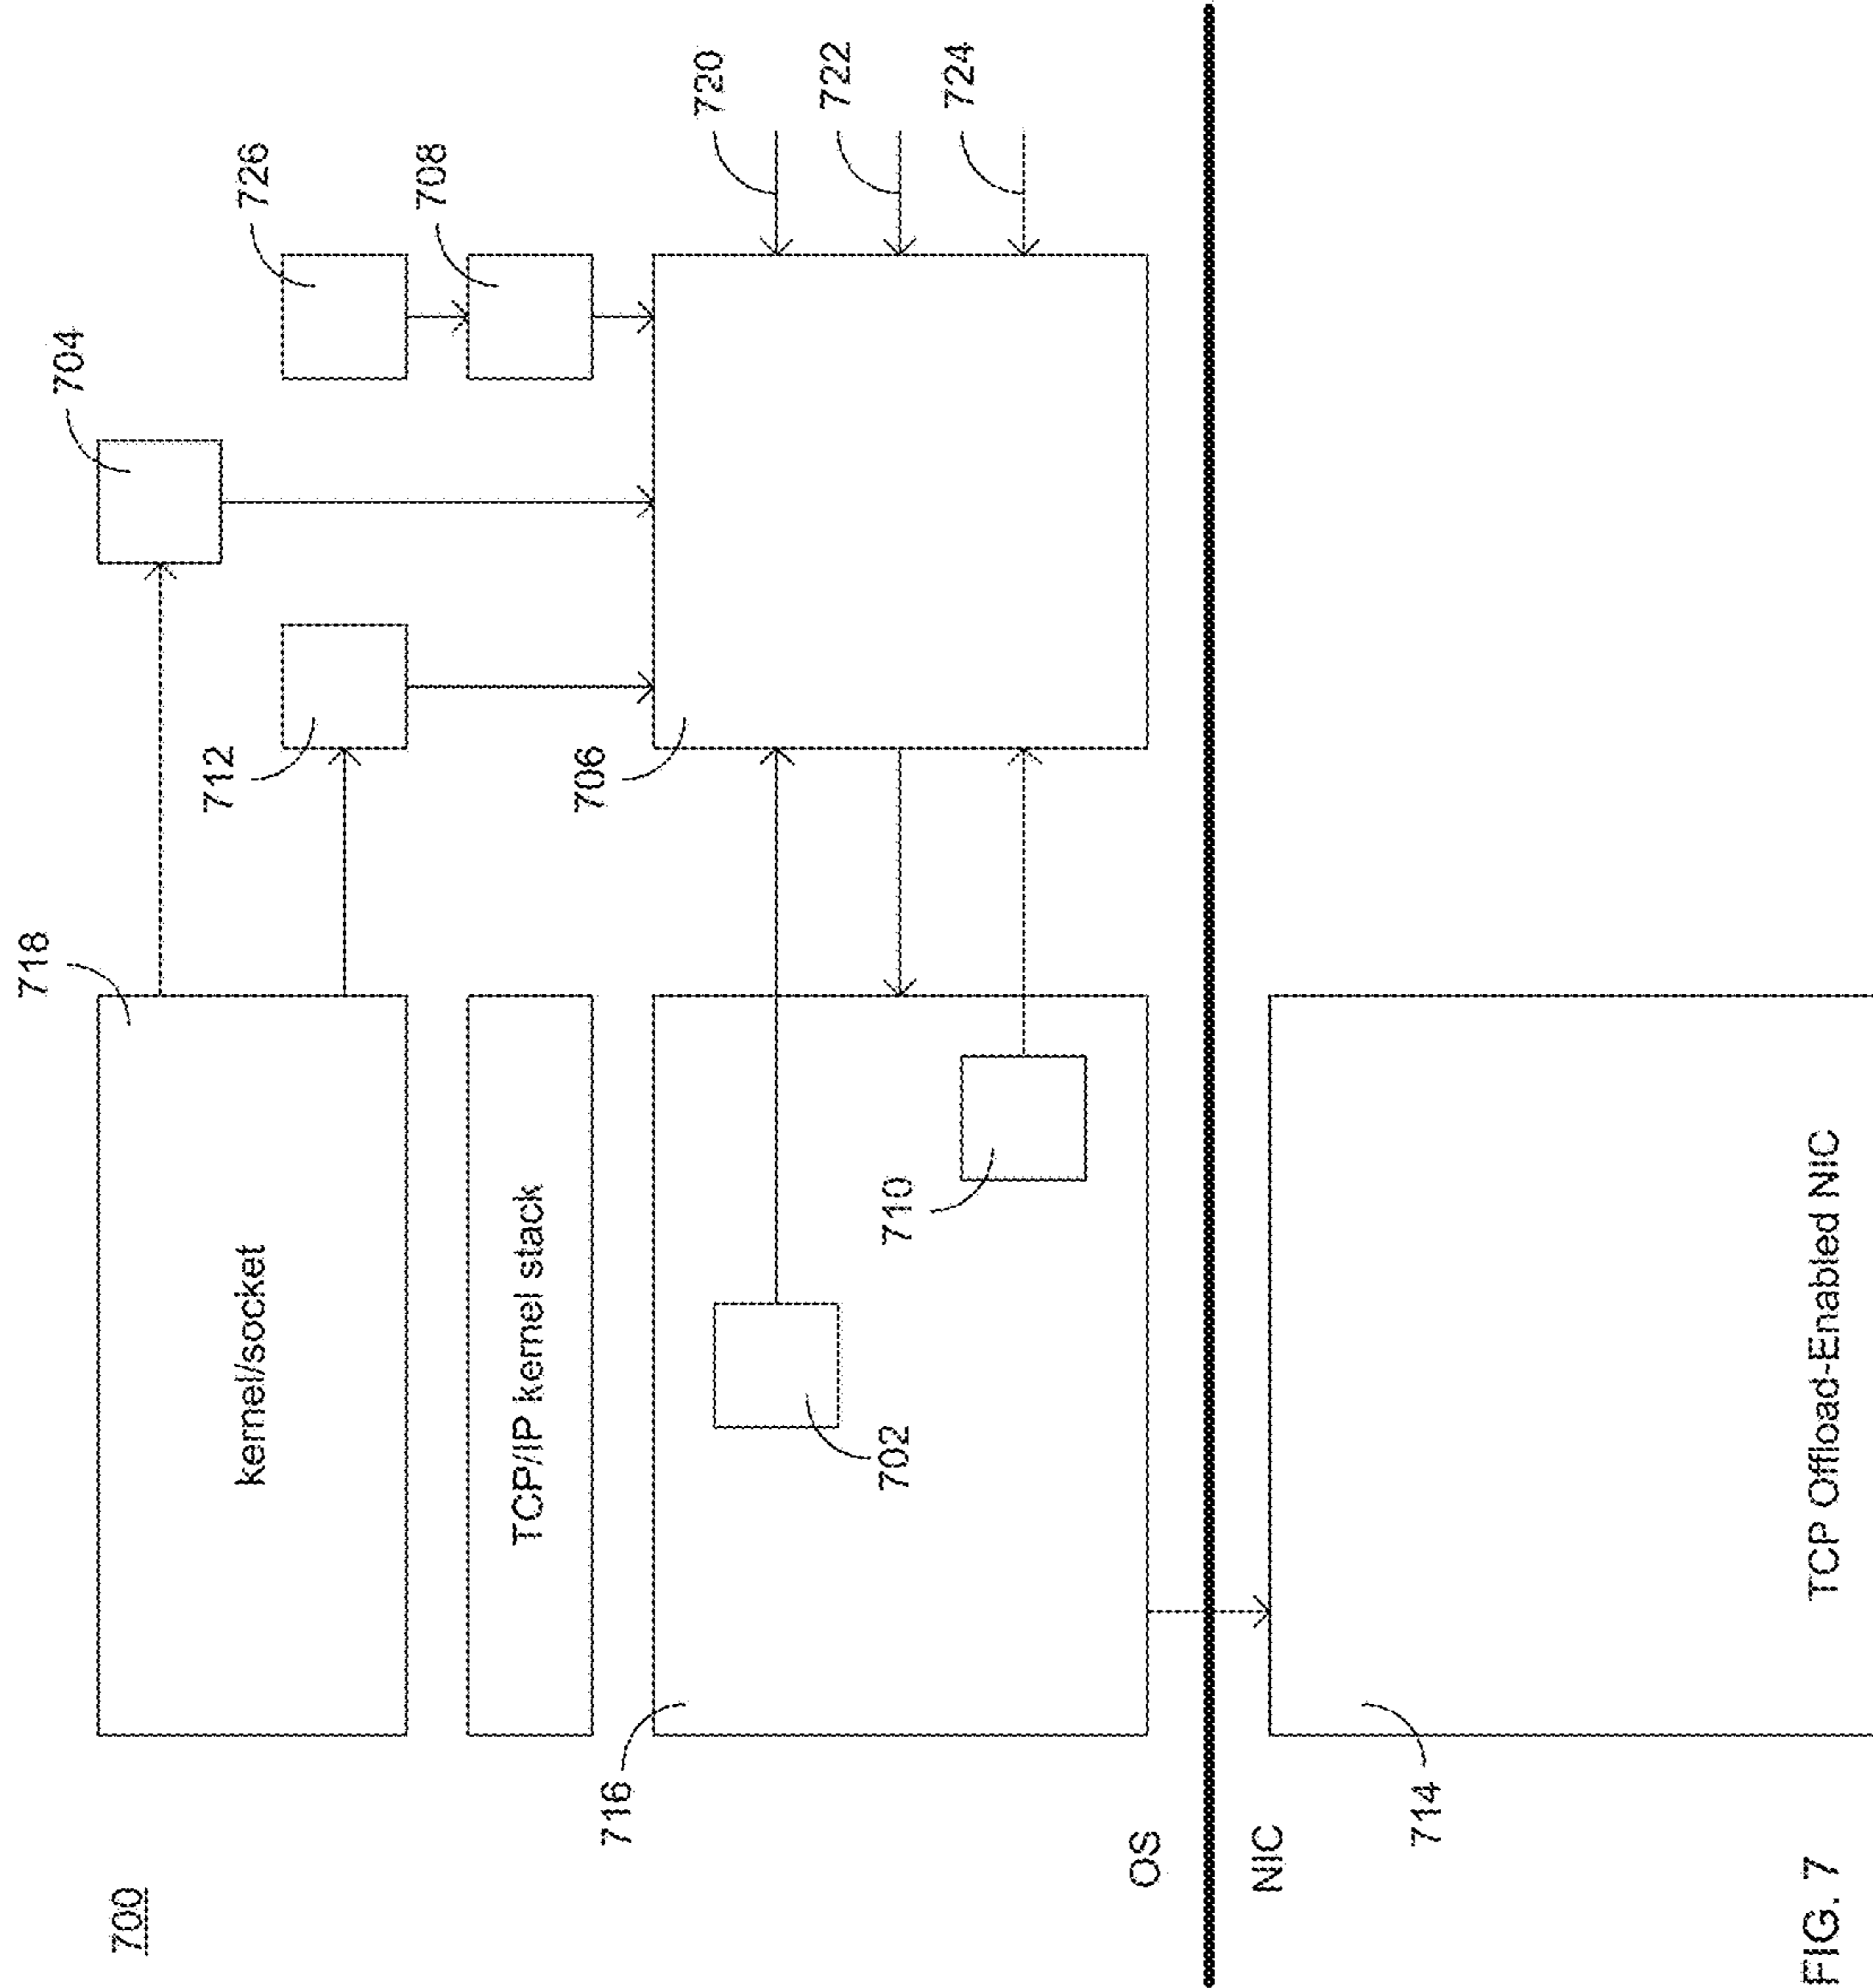 700
718
704
kernel/socket
726
712
708
TCP/IP kernel stack
706
720
722
724
716
702
710
OS
NIC
714
TCP Offload-Enabled NIC
FIG. 7